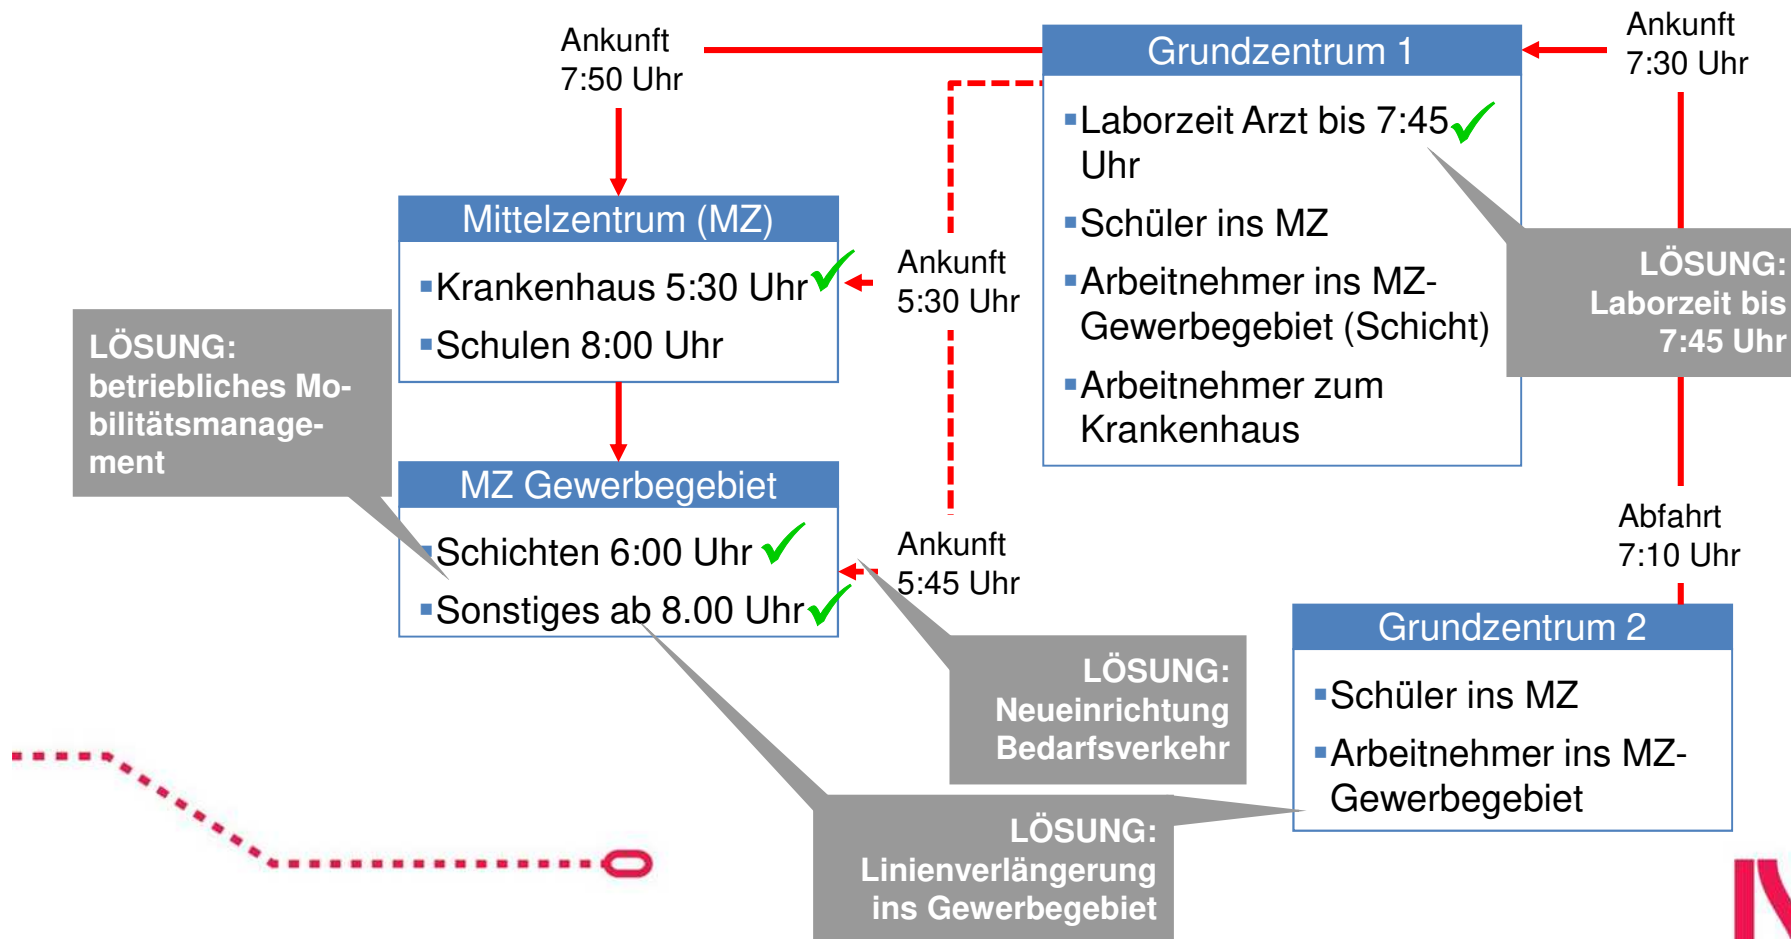 Ankunft
7:50 Uhr
Grundzentrum 1
▪Laborzeit Arzt bis 7:45
Uhr
▪Schüler ins MZ
▪Arbeitnehmer ins MZ-
Gewerbegebiet (Schicht)
▪Arbeitnehmer zum
Krankenhaus
Ankunft
7:30 Uhr
LÖSUNG:
Laborzeit bis
7:45 Uhr
Mittelzentrum (MZ)
▪Krankenhaus 5:30 Uhr
▪Schulen 8:00 Uhr
Ankunft
5:30 Uhr
LÖSUNG:
betriebliches Mo-
bilitätsmanage-
ment
MZ Gewerbegebiet
▪Schichten 6:00 Uhr
▪Sonstiges ab 8.00 Uhr
Ankunft
5:45 Uhr
Abfahrt
7:10 Uhr
LÖSUNG:
Neueinrichtung
Bedarfsverkehr
Grundzentrum 2
▪Schüler ins MZ
▪Arbeitnehmer ins MZ-
Gewerbegebiet
LÖSUNG:
Linienverlängerung
ins Gewerbegebiet